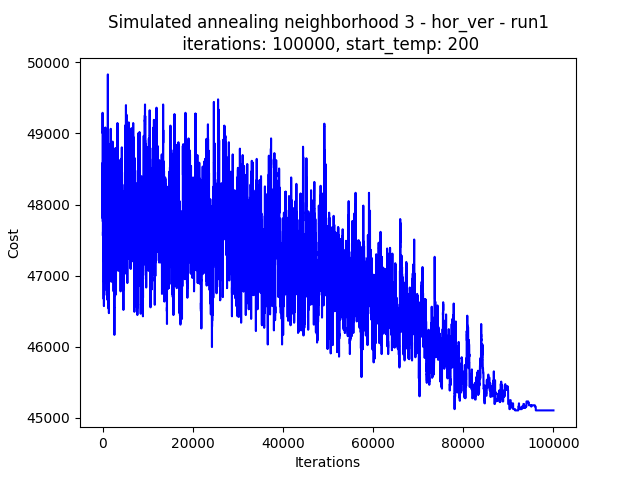 Simulated annealing neighborhood 3 - hor_ver - run1
iterations: 100000, start_temp: 200
50000
49000
48000
47000
46000
45000
Cost
0 20000 40000 60000 80000 100000
Iterations